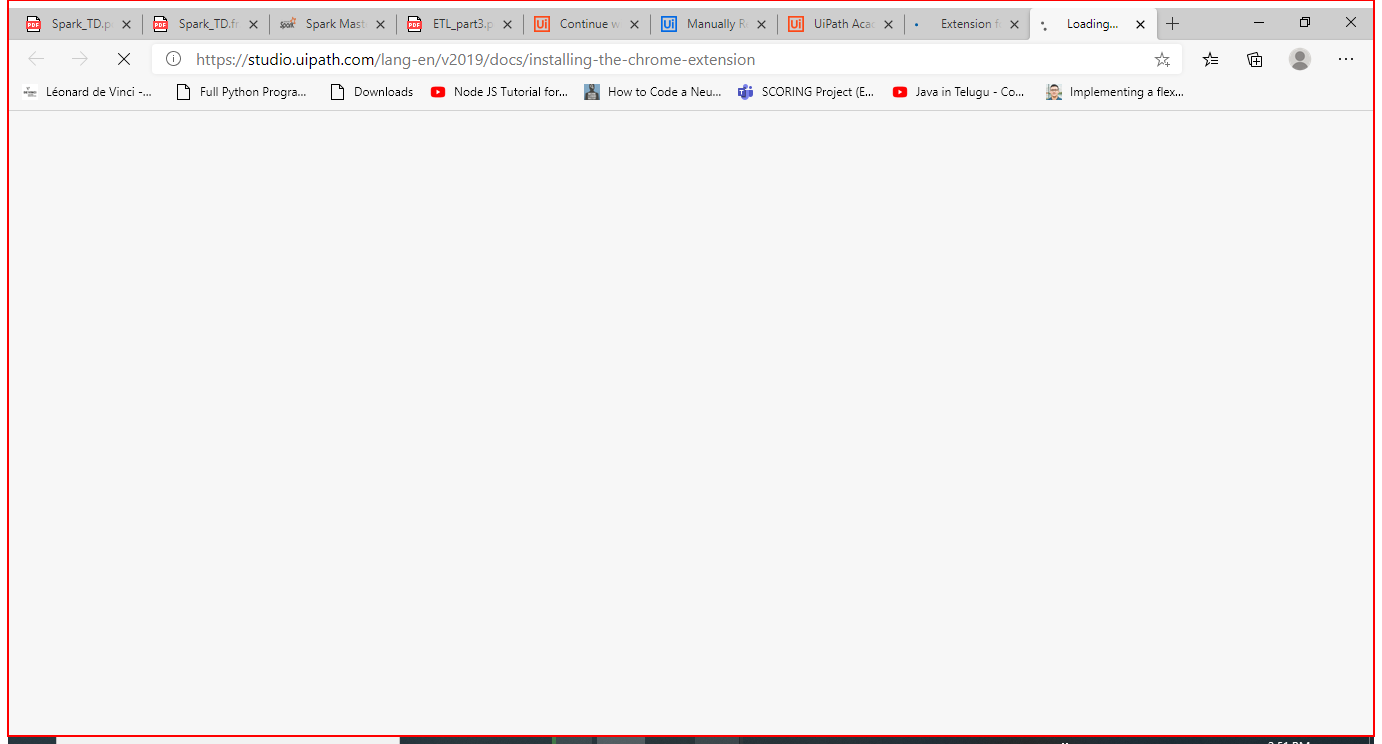 Spark_TD.p Spark_TD.fr Spark Mast ETL_part3.p Continue w Manually R UiPath Aca Extension f Loading...
https://studio.uipath.com/lang-en/v2019/docs/installing-the-chrome-extension
Léonard de Vinci -... Full Python Progra... Downloads Node JS Tutorial for... How to Code a Neu... SCORING Project (E... Java in Telugu - Co... Implementing a flex...